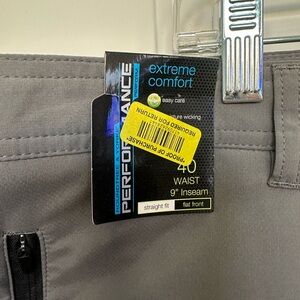 extreme
comfort
easy care
moisture wicking
PERFORMANCE
PROOF OF PURCHASE
REQUIRED FOR RETURN
40
WAIST
9" Inseam
straight fit
flat front